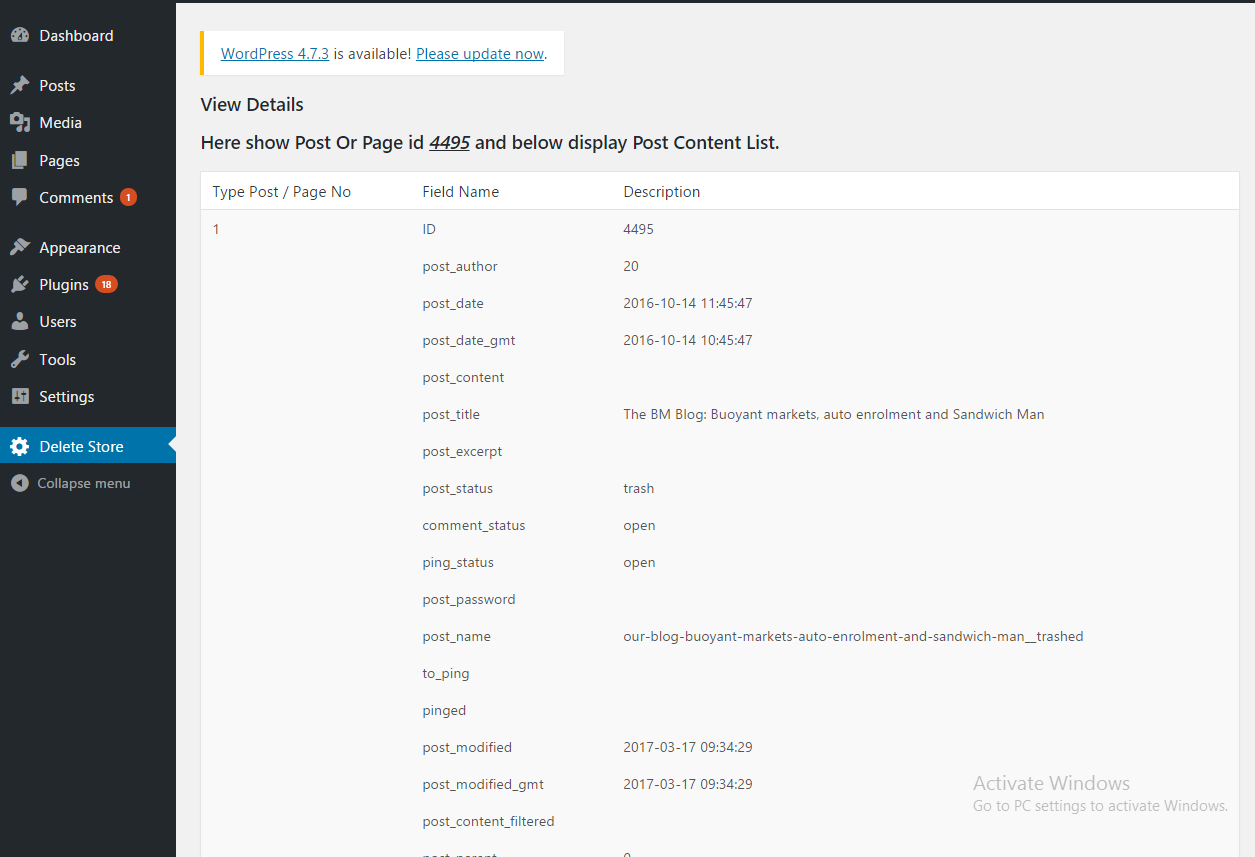 Dashboard
Posts
Media
Pages
Comments 1
Appearance
Plugins 18
Users
Tools
Settings
Delete Store
Collapse menu
WordPress 4.7.3 is available! Please update now.
View Details
Here show Post Or Page id 4495 and below display Post Content List.
Type Post / Page No Field Name Description
1 ID 4495
post_author 20
post_date 2016-10-14 11:45:47
post_date_gmt 2016-10-14 10:45:47
post_content
post_title The BM Blog: Buoyant markets, auto enrolment and Sandwich Man
post_excerpt
post_status trash
comment_status open
ping_status open
post_password
post_name our-blog-buoyant-markets-auto-enrolment-and-sandwich-man__trashed
to_ping
pinged
post_modified 2017-03-17 09:34:29
post_modified_gmt 2017-03-17 09:34:29
post_content_filtered
post_parent 0
Activate Windows
Go to PC settings to activate Windows.